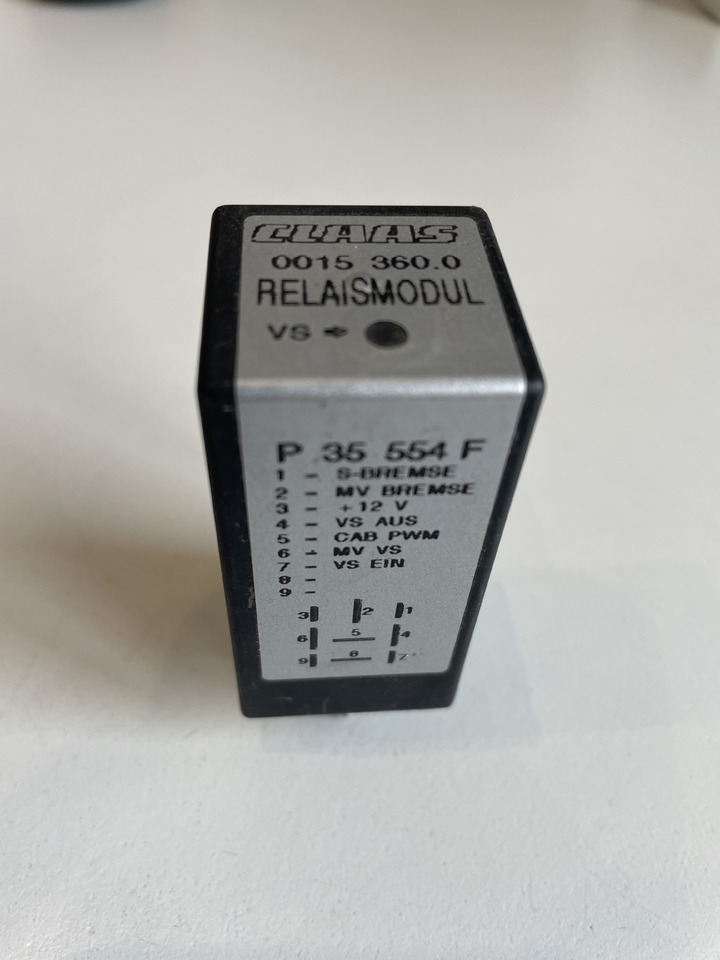 CLAAS
0015 360.0
RELAISMODUL
VS ➔
P 35 554 F
1 - S-BREMSE
2 - MV BREMSE
3 - +12 V
4 - VS AUS
5 - CAB PWM
6 - MV VS
7 - VS EIN
8 -
9 -
3 2 1
6 5 4
9 8 7